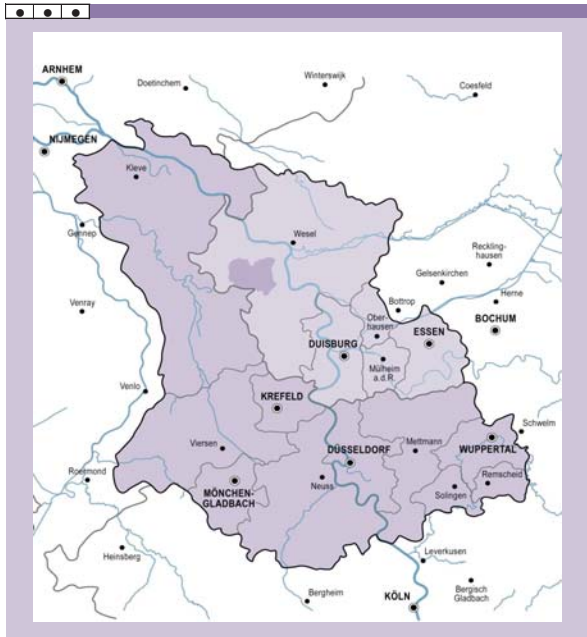 ARNHEM
Doetinchem
Winterswijk
Coesfeld
NIJMEGEN
Kleve
Gennep
Wesel
Reckling-
hausen
Gelsenkirchen
Herne
Bottrop
Venray
Ober-
hausen
BOCHUM
ESSEN
DUISBURG
Mülheim
a.d.R.
Venlo
KREFELD
Schwelm
Viersen
Mettmann
WUPPERTAL
DÜSSELDORF
Roermond
Neuss
Remscheid
MÖNCHEN-
GLADBACH
Solingen
Heinsberg
Leverkusen
Bergheim
KÖLN
Bergisch
Gladbach